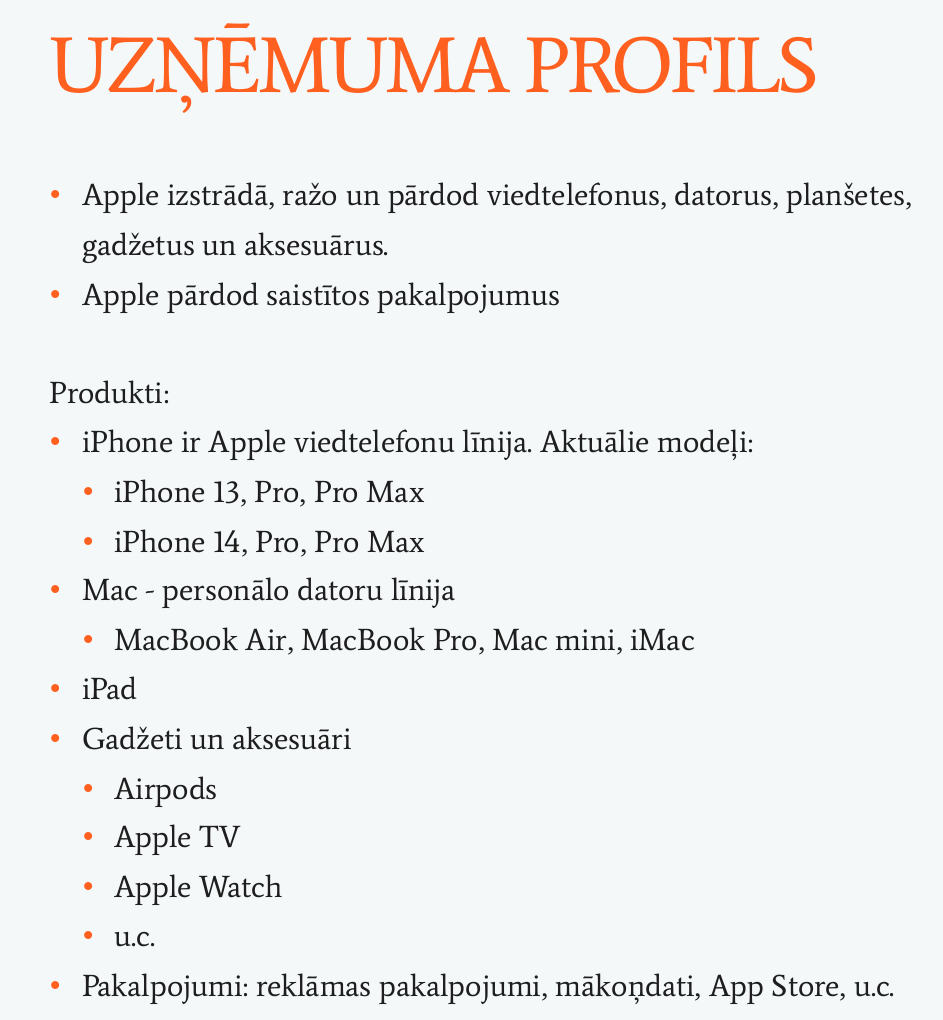 UZŅĒMUMA PROFILS
• Apple izstrādā, ražo un pārdod viedtelefonus, datorus, planšetes,
gadžetus un aksesuārus.
• Apple pārdod saistītos pakalpojumus
Produkti:
• iPhone ir Apple viedtelefonu līnija. Aktuālie modeļi:
• iPhone 13, Pro, Pro Max
• iPhone 14, Pro, Pro Max
• Mac - personālo datoru līnija
• MacBook Air, MacBook Pro, Mac mini, iMac
• iPad
• Gadžeti un aksesuāri
• Airpods
• Apple TV
• Apple Watch
• u.c.
• Pakalpojumi: reklāmas pakalpojumi, mākoņdati, App Store, u.c.